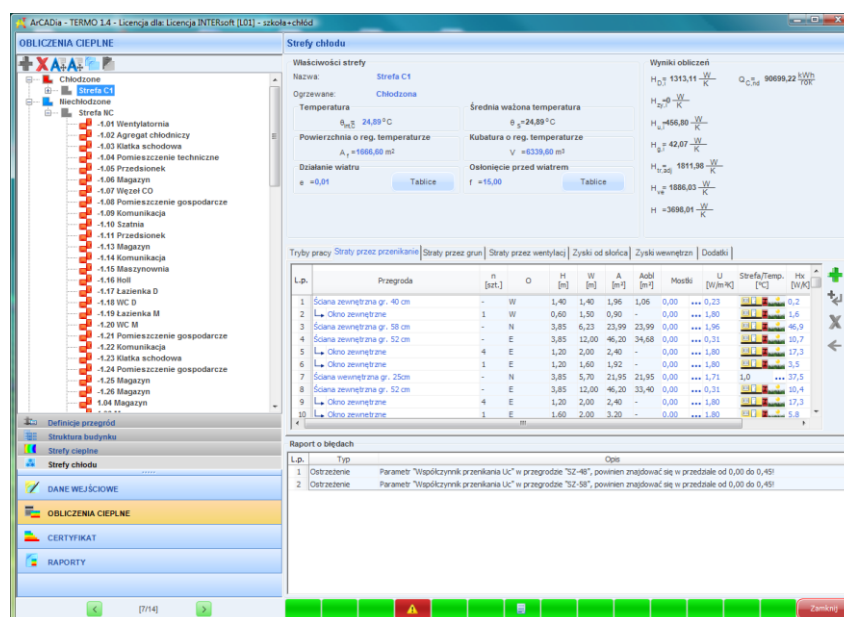 ArCADia - TERMO 1.4 - Licencja dla: Licencja INTERsoft [L01] - szkoła+chłód
OBLICZENIA CIEPLNE
Chłodzone
Strefa C1
Niechłodzone
Strefa NC
-1.01 Wentylatornia
-1.02 Agregat chłodniczy
-1.03 Klatka schodowa
-1.04 Pomieszczenie techniczne
-1.05 Przedsionek
-1.06 Magazyn
-1.07 Węzeł CO
-1.08 Pomieszczenie gospodarcze
-1.09 Komunikacja
-1.10 Szatnia
-1.11 Przedsionek
-1.13 Magazyn
-1.14 Komunikacja
-1.15 Maszynownia
-1.16 Holl
-1.17 Łazienka D
-1.18 WC D
-1.19 Łazienka M
-1.20 WC M
-1.21 Pomieszczenie gospodarcze
-1.22 Komunikacja
-1.23 Klatka schodowa
-1.24 Pomieszczenie gospodarcze
-1.25 Magazyn
-1.26 Magazyn
1.04 Magazyn
Definicje przegród
Struktura budynku
Strefy cieplne
Strefy chłodu
DANE WEJŚCIOWE
OBLICZENIA CIEPLNE
CERTYFIKAT
RAPORTY
[7/14]
Strefy chłodu
Właściwości strefy
Nazwa: Strefa C1
Ogrzewane: Chłodzona
Temperatura
θint,C = 24,89 °C
Średnia ważona temperatura
θs =24,89 °C
Powierzchnia o reg. temperaturze
Af =1666,60 m²
Kubatura o reg. temperaturze
V =6339,60 m³
Działanie wiatru
e =0,01 Tablice
Osłonięcie przed wiatrem
f =15,00 Tablice
Wyniki obliczeń
HD,i= 1313,11 W/K QC,nd= 90699,22 kWh/rok
Hzy,i=0 W/K
Hu,i=456,80 W/K
Hg,i= 42,07 W/K
Htr,adj= 1811,98 W/K
Hve= 1886,03 W/K
H =3698,01 W/K
Tryby pracy Straty przez przenikanie Straty przez grun Straty przez wentylacj Zyski od słońca Zyski wewnętrzn Dodatki
L.p. Przegroda n [szt.] O H [m] W [m] A [m²] Aobl [m²] Mostki U [W/m²K] Strefa/Temp. [°C] Hx [W/K]
1 Ściana zewnętrzna gr. 40 cm - W 1,40 1,40 1,96 1,06 0,00 ... 0,23 0,2
2 Okno zewnętrzne 1 W 0,60 1,50 0,90 - 0,00 ... 1,80 1,6
3 Ściana zewnętrzna gr. 58 cm - N 3,85 6,23 23,99 23,99 0,00 ... 1,96 46,9
4 Ściana zewnętrzna gr. 52 cm - E 3,85 12,00 46,20 34,68 0,00 ... 0,31 10,7
5 Okno zewnętrzne 4 E 1,20 2,00 2,40 - 0,00 ... 1,80 17,3
6 Okno zewnętrzne 1 E 1,20 1,60 1,92 - 0,00 ... 1,80 3,5
7 Ściana wewnętrzna gr. 25cm - N 3,85 5,70 21,95 21,95 0,00 ... 1,71 1,0 ... 37,5
8 Ściana zewnętrzna gr. 52 cm - E 3,85 12,00 46,20 33,40 0,00 ... 0,31 10,4
9 Okno zewnętrzne 4 E 1,20 2,00 2,40 - 0,00 ... 1,80 17,3
10 Okno zewnętrzne 1 E 1.60 2.00 3.20 - 0.00 ... 1.80 5.8
Raport o błędach
L.p. Typ Opis
1 Ostrzeżenie Parametr "Współczynnik przenikania Uc" w przegrodzie "SZ-48", powinien znajdować się w przedziale od 0,00 do 0,45!
2 Ostrzeżenie Parametr "Współczynnik przenikania Uc" w przegrodzie "SZ-58", powinien znajdować się w przedziale od 0,00 do 0,45!
Zamknij